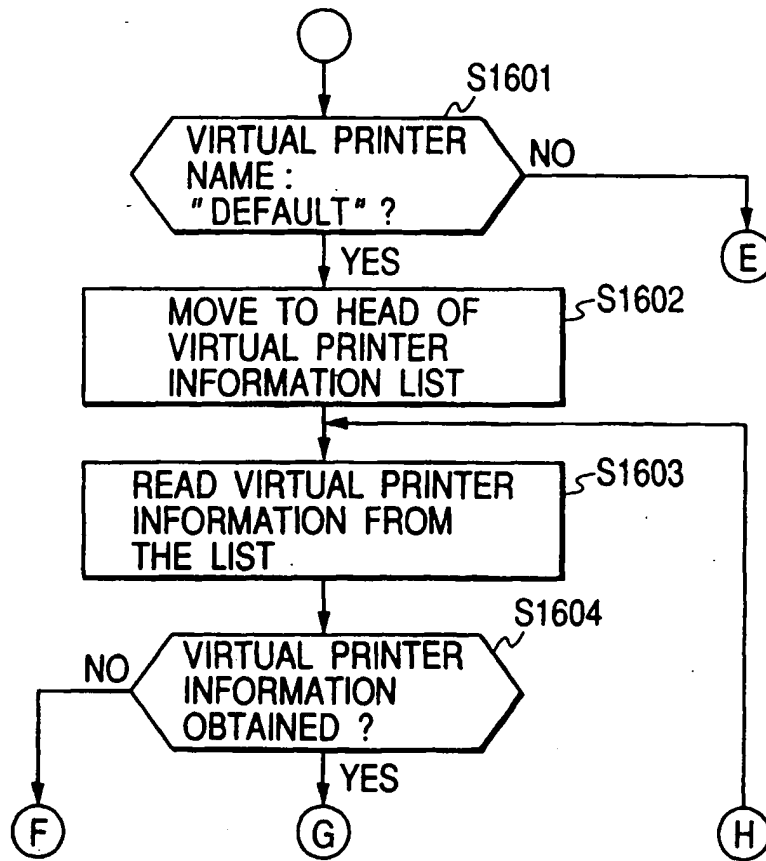 S1601
VIRTUAL PRINTER
NAME :
"DEFAULT" ?
NO
E
YES
S1602
MOVE TO HEAD OF
VIRTUAL PRINTER
INFORMATION LIST
S1603
READ VIRTUAL PRINTER
INFORMATION FROM
THE LIST
S1604
VIRTUAL PRINTER
INFORMATION
OBTAINED ?
NO
YES
F
G
H